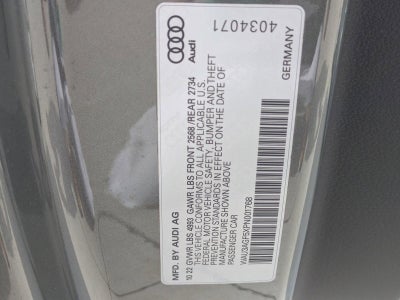 Audi
4034071
GERMANY
MFD. BY AUDI AG
10.22 GVWR LBS 4993 GAWR LBS FRONT 2568 /REAR 2734
THIS VEHICLE CONFORMS TO ALL APPLICABLE U.S.
FEDERAL MOTOR VEHICLE SAFETY, BUMPER AND THEFT
PREVENTION STANDARDS IN EFFECT ON THE DATE OF
MANUFACTURE SHOWN ABOVE
PASSENGER CAR
WAU3AGF5XPN001768